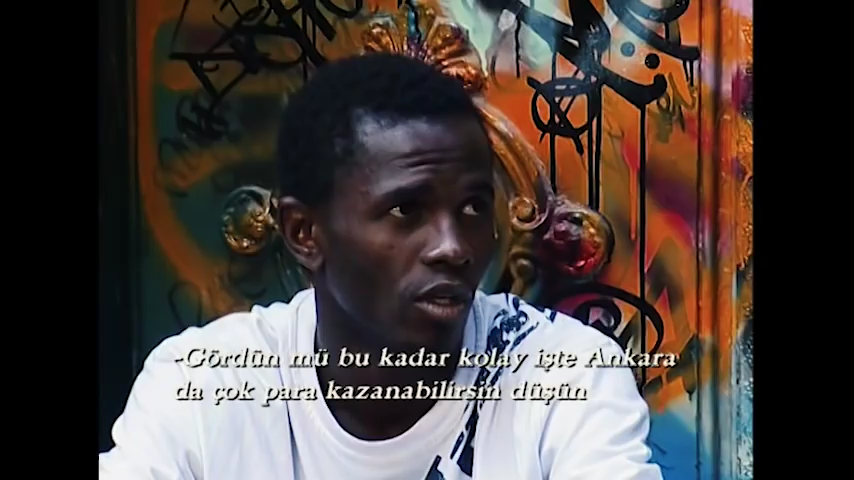 -Gördün mü bu kadar kolay işte Ankara
da çok para kazanabilirsin düşün